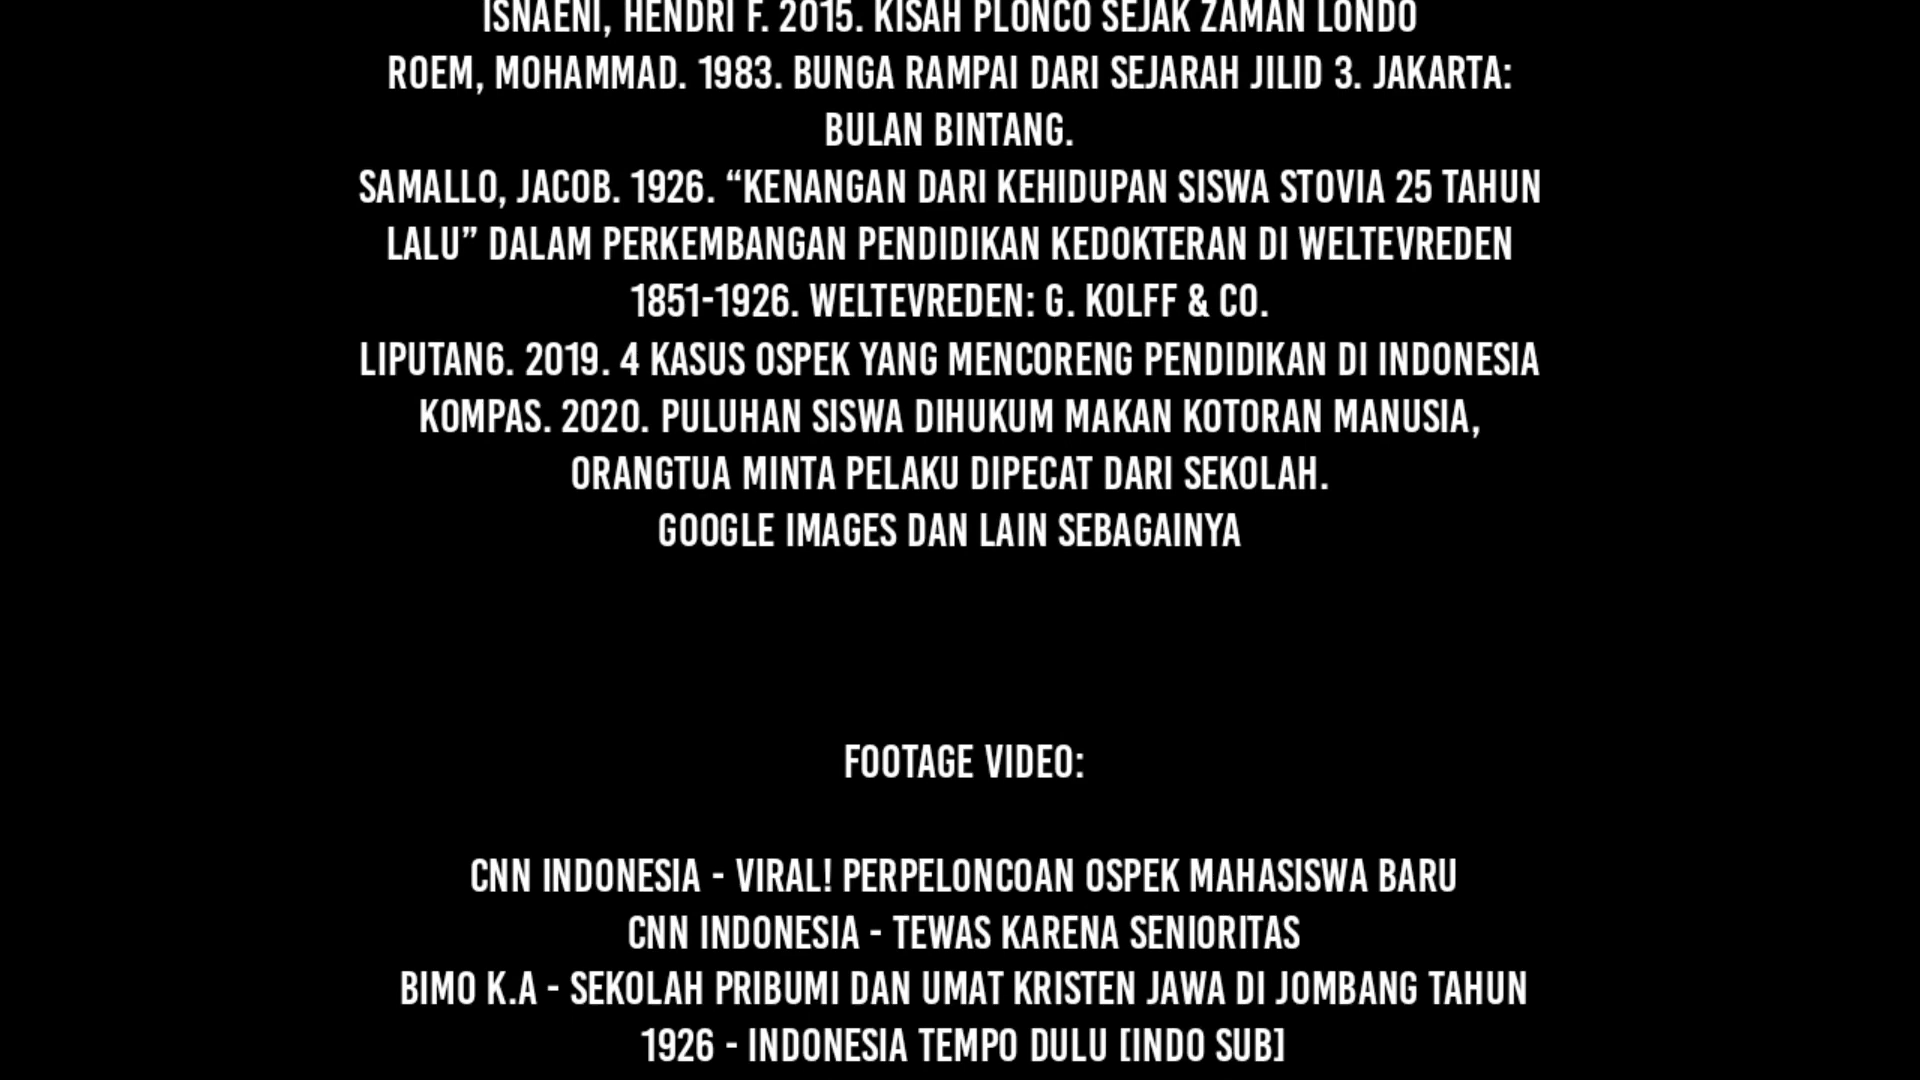 ISNAENI, HENDRI F. 2015. KISAH PLONCO SEJAK ZAMAN LONDO
ROEM, MOHAMMAD. 1983. BUNGA RAMPAI DARI SEJARAH JILID 3. JAKARTA:
BULAN BINTANG.
SAMALLO, JACOB. 1926. “KENANGAN DARI KEHIDUPAN SISWA STOVIA 25 TAHUN
LALU” DALAM PERKEMBANGAN PENDIDIKAN KEDOKTERAN DI WELTEVREDEN
1851-1926. WELTEVREDEN: G. KOLFF & CO.
LIPUTAN6. 2019. 4 KASUS OSPEK YANG MENCORENG PENDIDIKAN DI INDONESIA
KOMPAS. 2020. PULUHAN SISWA DIHUKUM MAKAN KOTORAN MANUSIA,
ORANGTUA MINTA PELAKU DIPECAT DARI SEKOLAH.
GOOGLE IMAGES DAN LAIN SEBAGAINYA
FOOTAGE VIDEO:
CNN INDONESIA - VIRAL! PERPELONCOAN OSPEK MAHASISWA BARU
CNN INDONESIA - TEWAS KARENA SENIORITAS
BIMO K.A - SEKOLAH PRIBUMI DAN UMAT KRISTEN JAWA DI JOMBANG TAHUN
1926 - INDONESIA TEMPO DULU [INDO SUB]